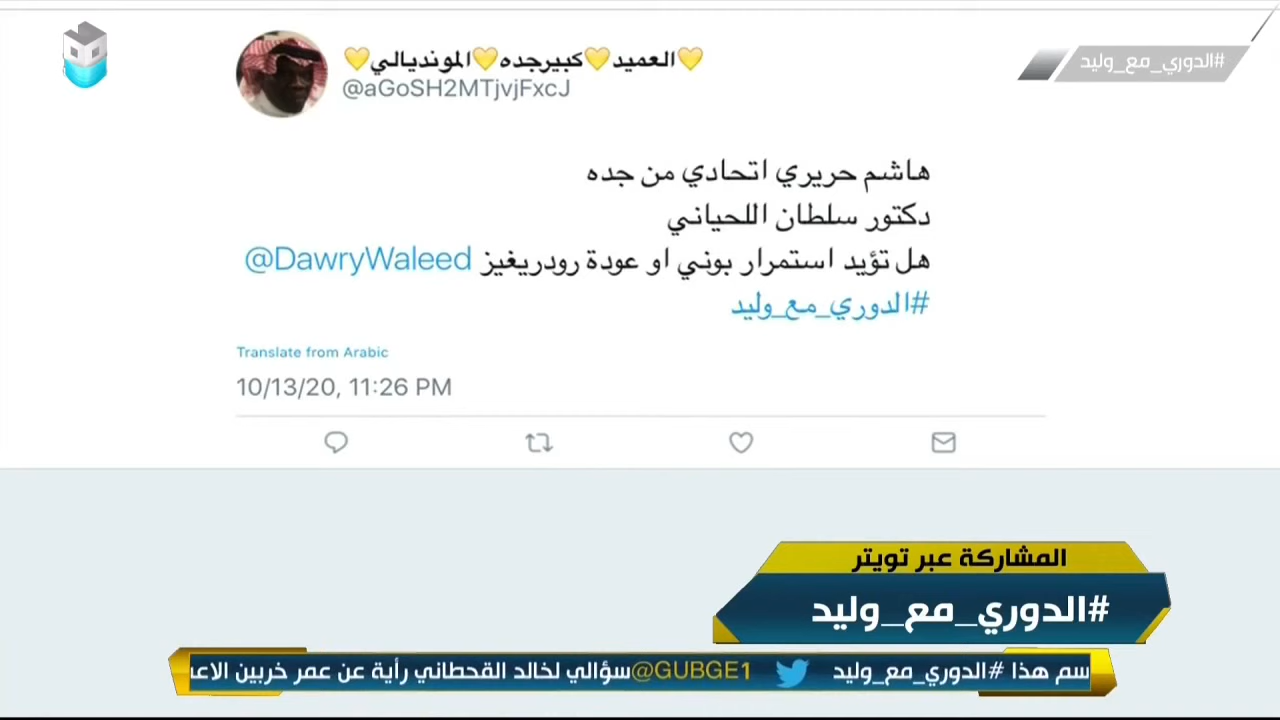 #الدوري_مع_وليد
💛العميد💛كبيرجده💛المونديالي💛
@aGoSH2MTjvjFxcJ
هاشم حريري اتحادي من جده
دكتور سلطان اللحياني
هل تؤيد استمرار بوني او عودة رودريغيز @DawryWaleed
#الدوري_مع_وليد
Translate from Arabic
10/13/20, 11:26 PM
المشاركة عبر تويتر
#الدوري_مع_وليد
سم هذا #الدوري_مع_وليد @GUBGE1سؤالي لخالد القحطاني رأية عن عمر خربين الاعـ